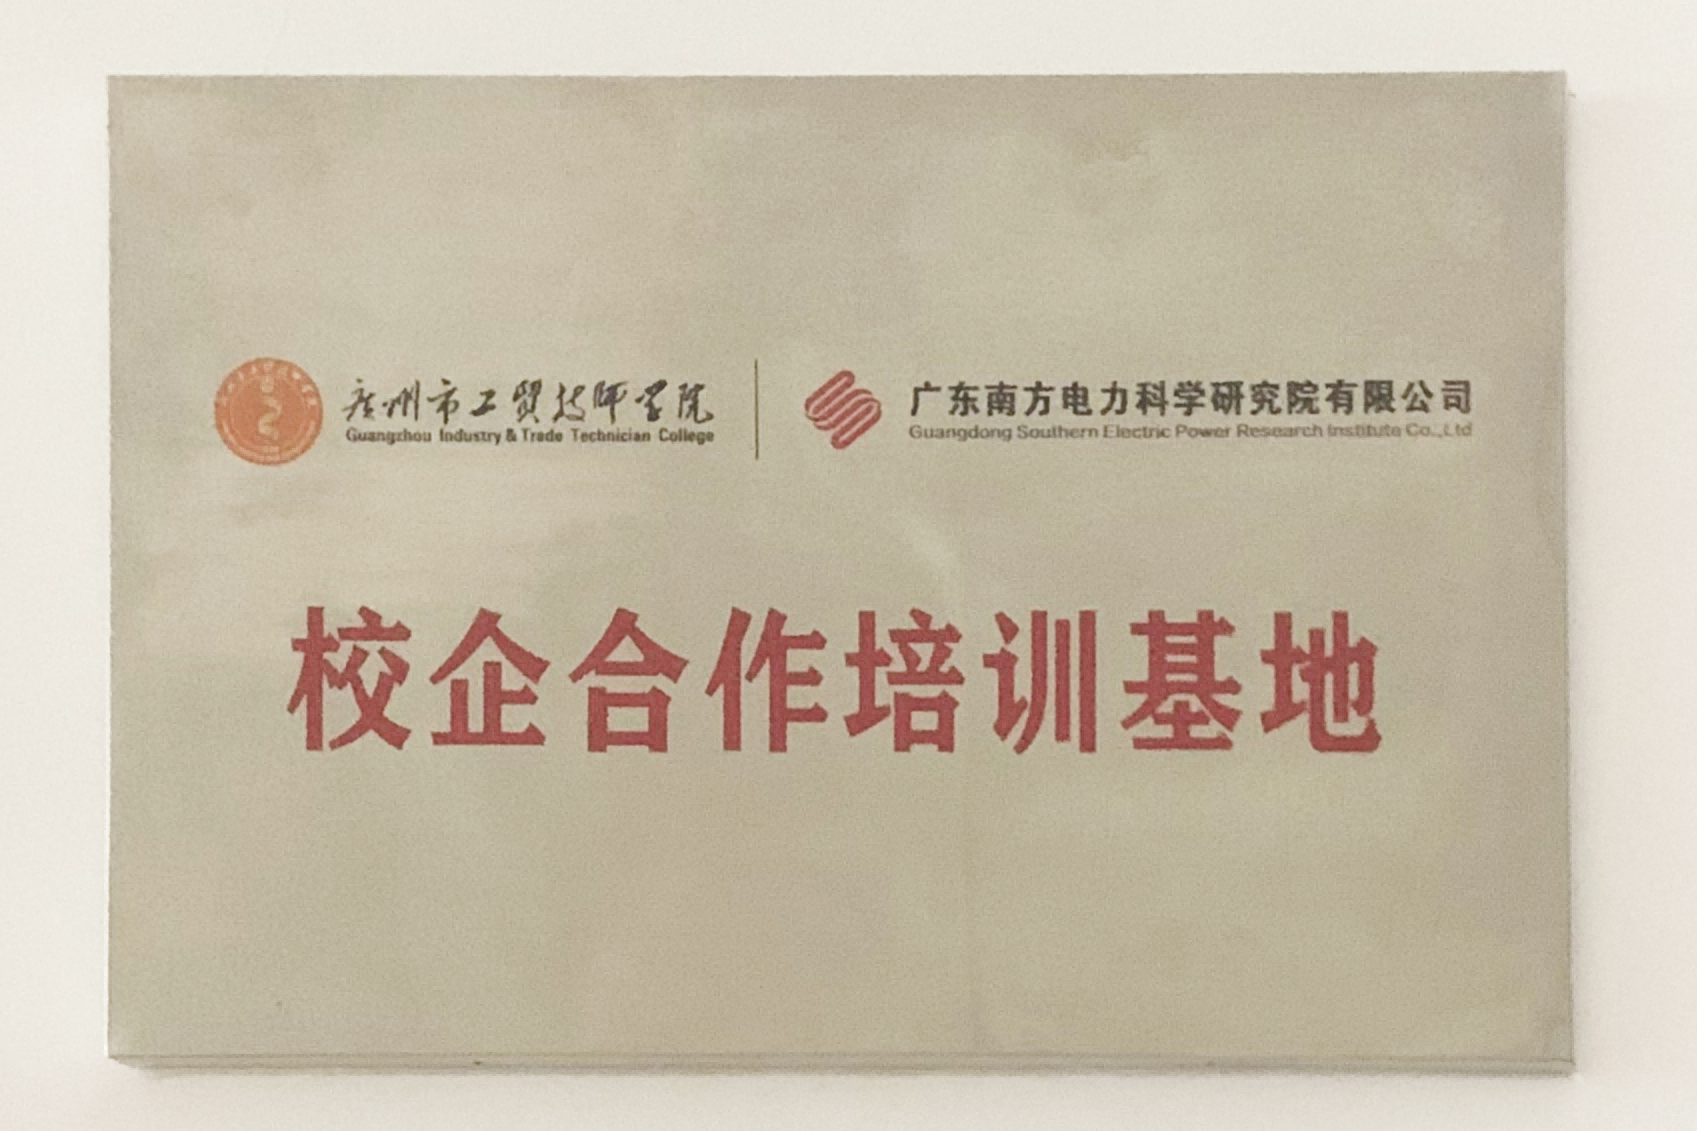 广州市工贸技师学院
Guangzhou Industry & Trade Technician College
广东南方电力科学研究院有限公司
Guangdong Southern Electric Power Research Institute Co.,Ltd
校企合作培训基地